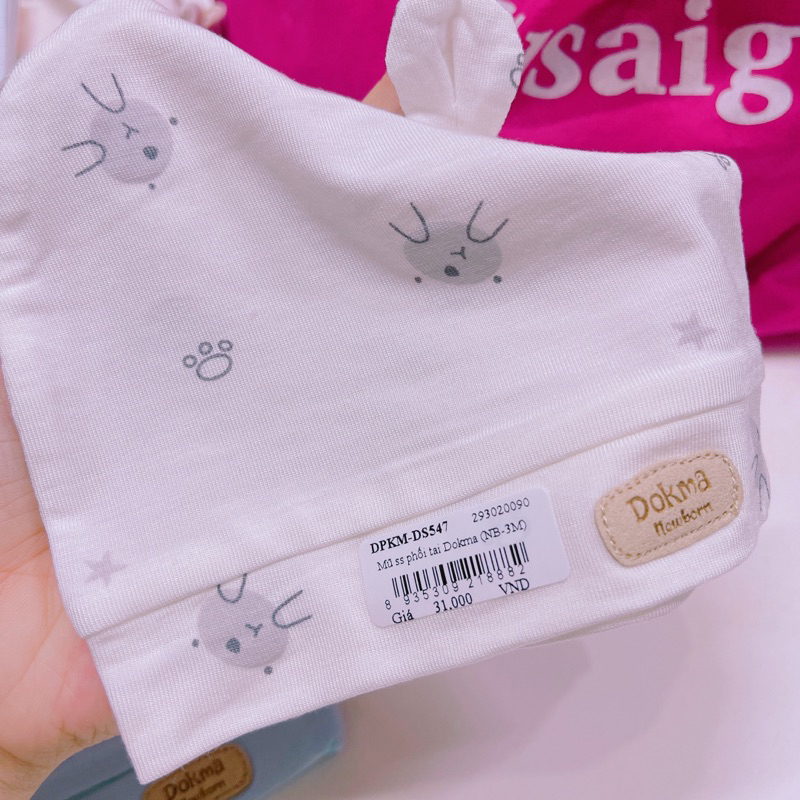 saig
DPKM-DS547 293020090
Mũ ss phối tai Dokma (NB-3M)
8 935309 218882
Giá 31,000 VND
Dokma
Newborn
Dokma
Newborn